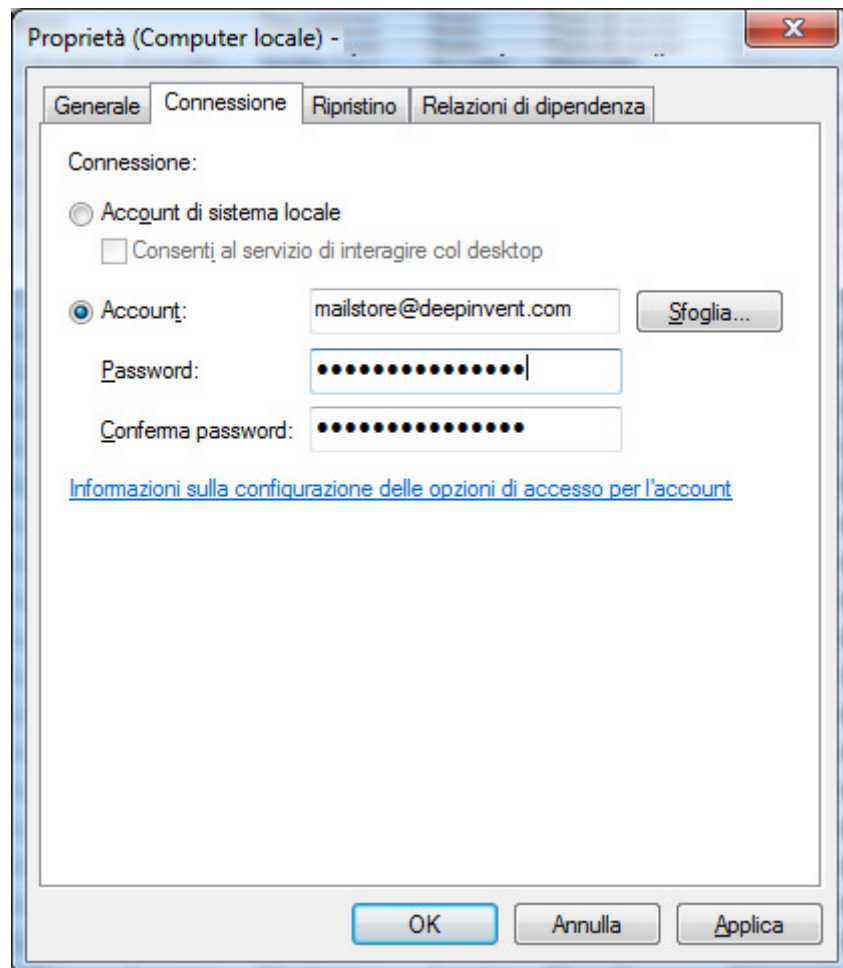 Proprietà (Computer locale) -
Generale Connessione Ripristino Relazioni di dipendenza
Connessione:
Account di sistema locale
Consenti al servizio di interagire col desktop
Account: mailstore@deepinvent.com Sfoglia...
Password: •••••••••••••••
Conferma password: •••••••••••••••
Informazioni sulla configurazione delle opzioni di accesso per l'account
OK Annulla Applica